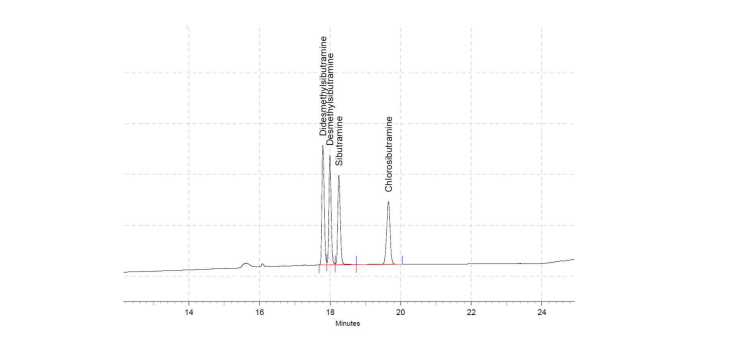 Didesmethylsibutramine
Desmethylsibutramine
Sibutramine
Chlorosibutramine
14 16 18 20 22 24
Minutes